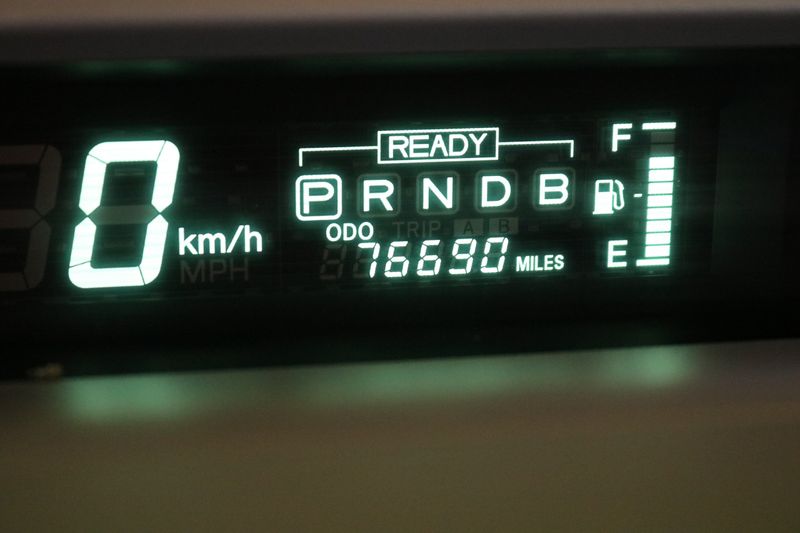 READY
F
P R N D B
0 km/h
MPH
ODO TRIP A B
76690 MILES
E